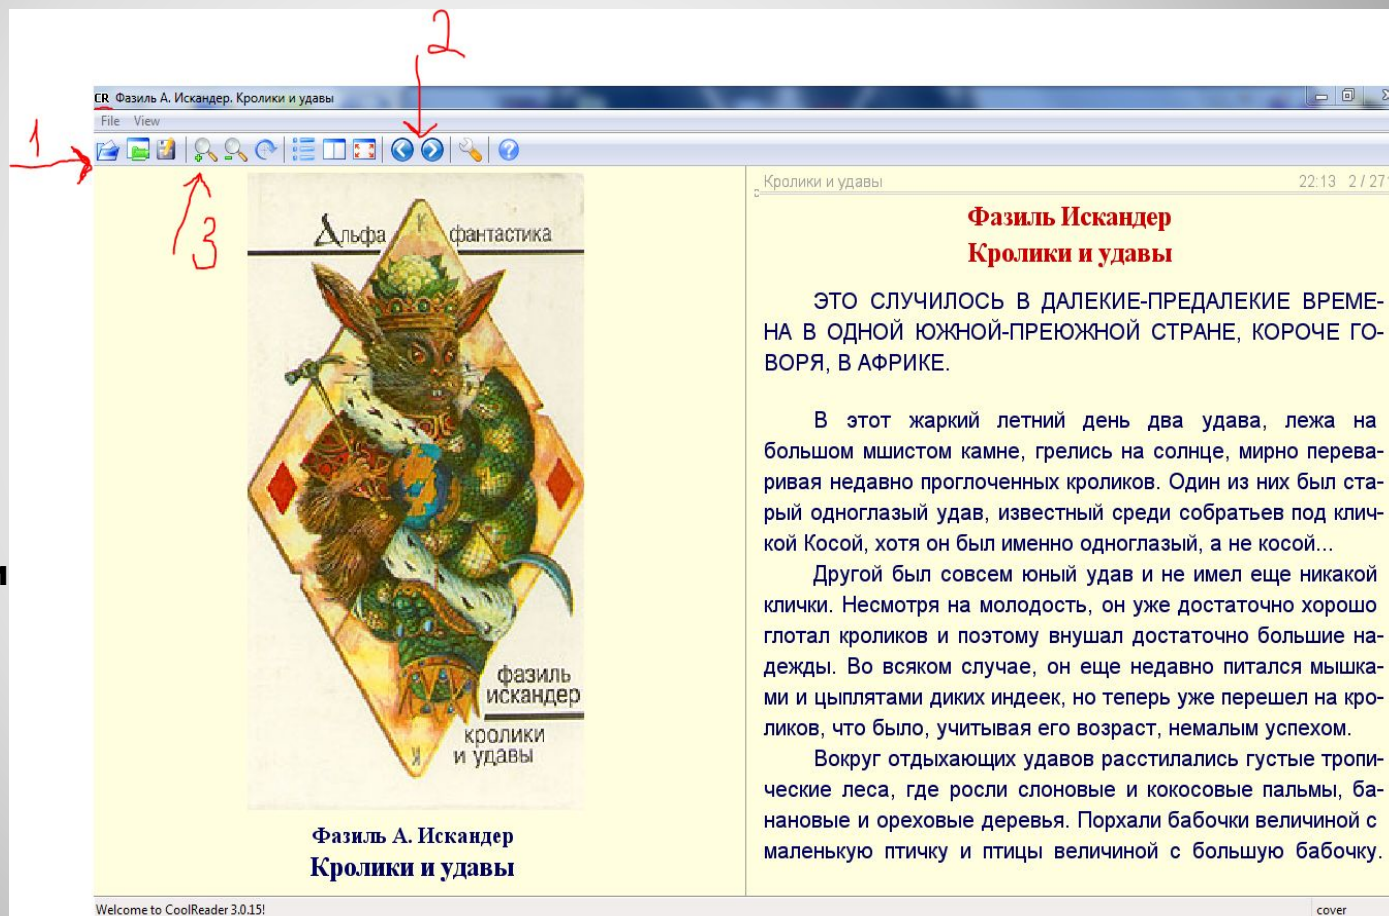 2
CR Фазиль А. Искандер. Кролики и удавы
File View
1
3
Альфа К фантастика
фазиль
искандер
кролики
и удавы
К
Фазиль А. Искандер
Кролики и удавы
Кролики и удавы 22:13 2 / 271
Фазиль Искандер
Кролики и удавы
ЭТО СЛУЧИЛОСЬ В ДАЛЕКИЕ-ПРЕДАЛЕКИЕ ВРЕМЕ-
НА В ОДНОЙ ЮЖНОЙ-ПРЕЮЖНОЙ СТРАНЕ, КОРОЧЕ ГО-
ВОРЯ, В АФРИКЕ.
В этот жаркий летний день два удава, лежа на
большом мшистом камне, грелись на солнце, мирно перева-
ривая недавно проглоченных кроликов. Один из них был ста-
рый одноглазый удав, известный среди собратьев под клич-
кой Косой, хотя он был именно одноглазый, а не косой...
Другой был совсем юный удав и не имел еще никакой
клички. Несмотря на молодость, он уже достаточно хорошо
глотал кроликов и поэтому внушал достаточно большие на-
дежды. Во всяком случае, он еще недавно питался мышка-
ми и цыплятами диких индеек, но теперь уже перешел на кро-
ликов, что было, учитывая его возраст, немалым успехом.
Вокруг отдыхающих удавов расстилались густые тропи-
ческие леса, где росли слоновые и кокосовые пальмы, ба-
нановые и ореховые деревья. Порхали бабочки величиной с
маленькую птичку и птицы величиной с большую бабочку.
Welcome to CoolReader 3.0.15! cover